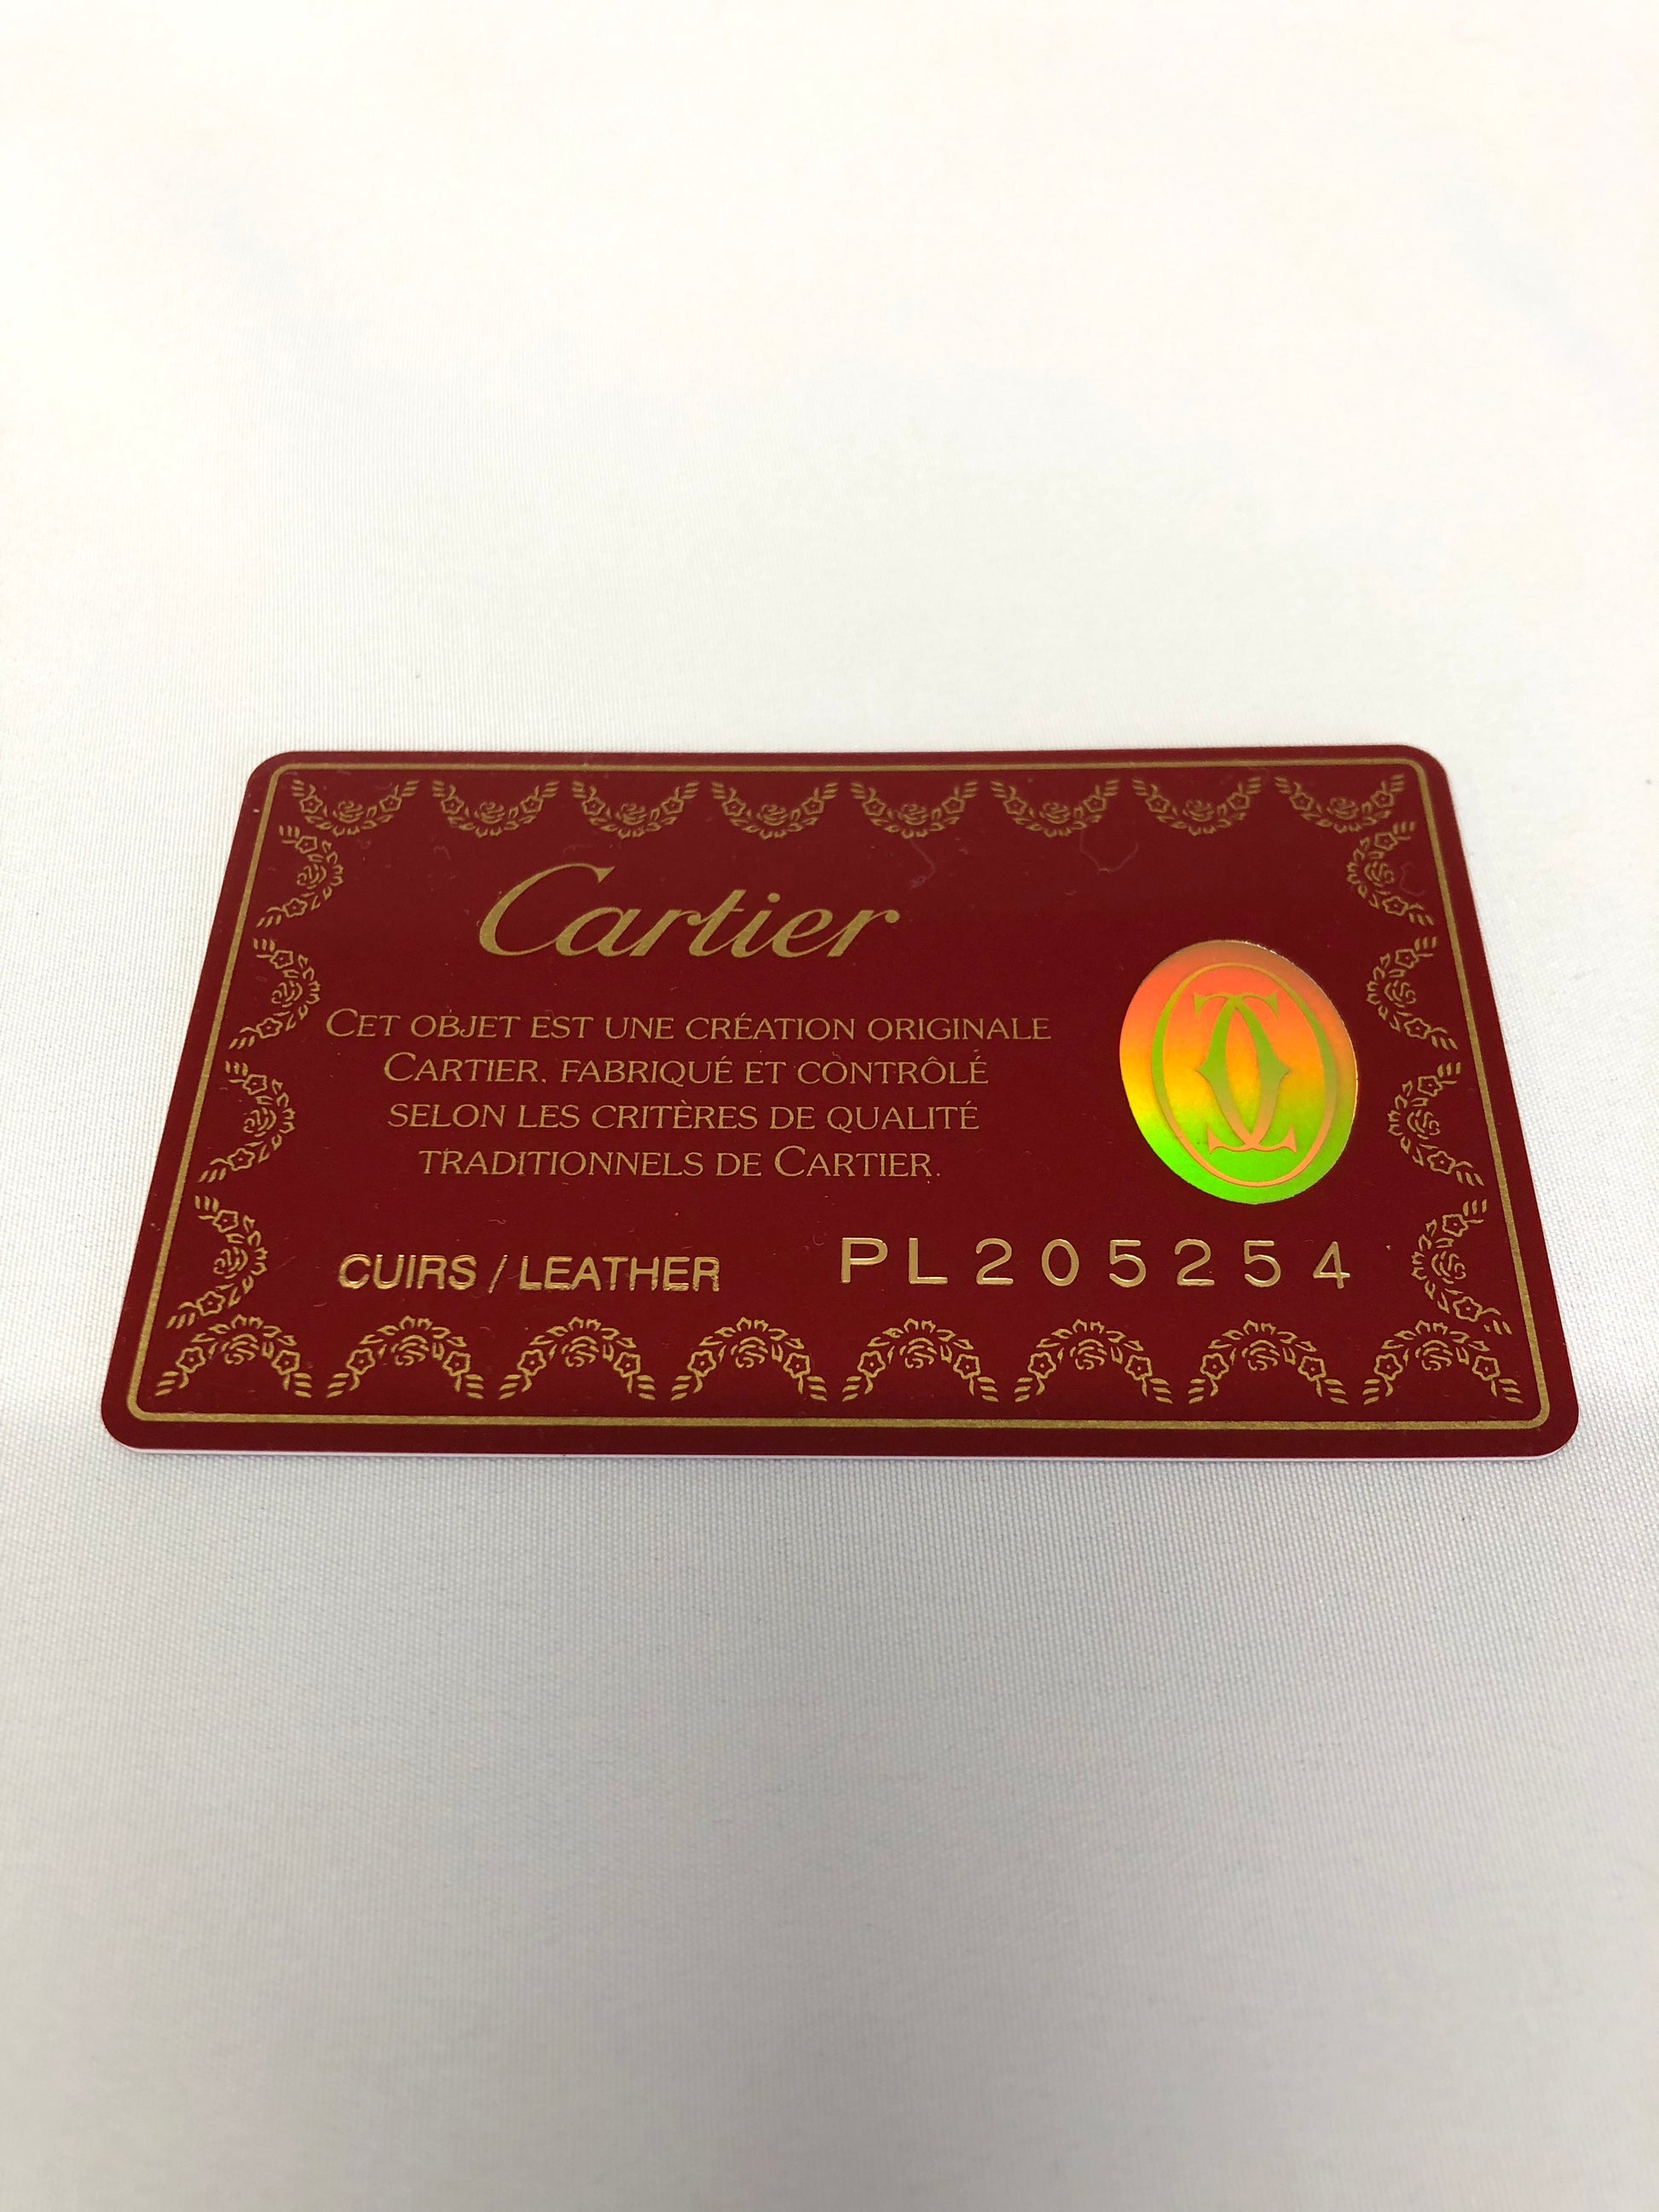 Cartier
CET OBJET EST UNE CRÉATION ORIGINALE
CARTIER. FABRIQUÉ ET CONTRÔLÉ
SELON LES CRITÈRES DE QUALITÉ
TRADITIONNELS DE CARTIER.
CUIRS / LEATHER PL205254